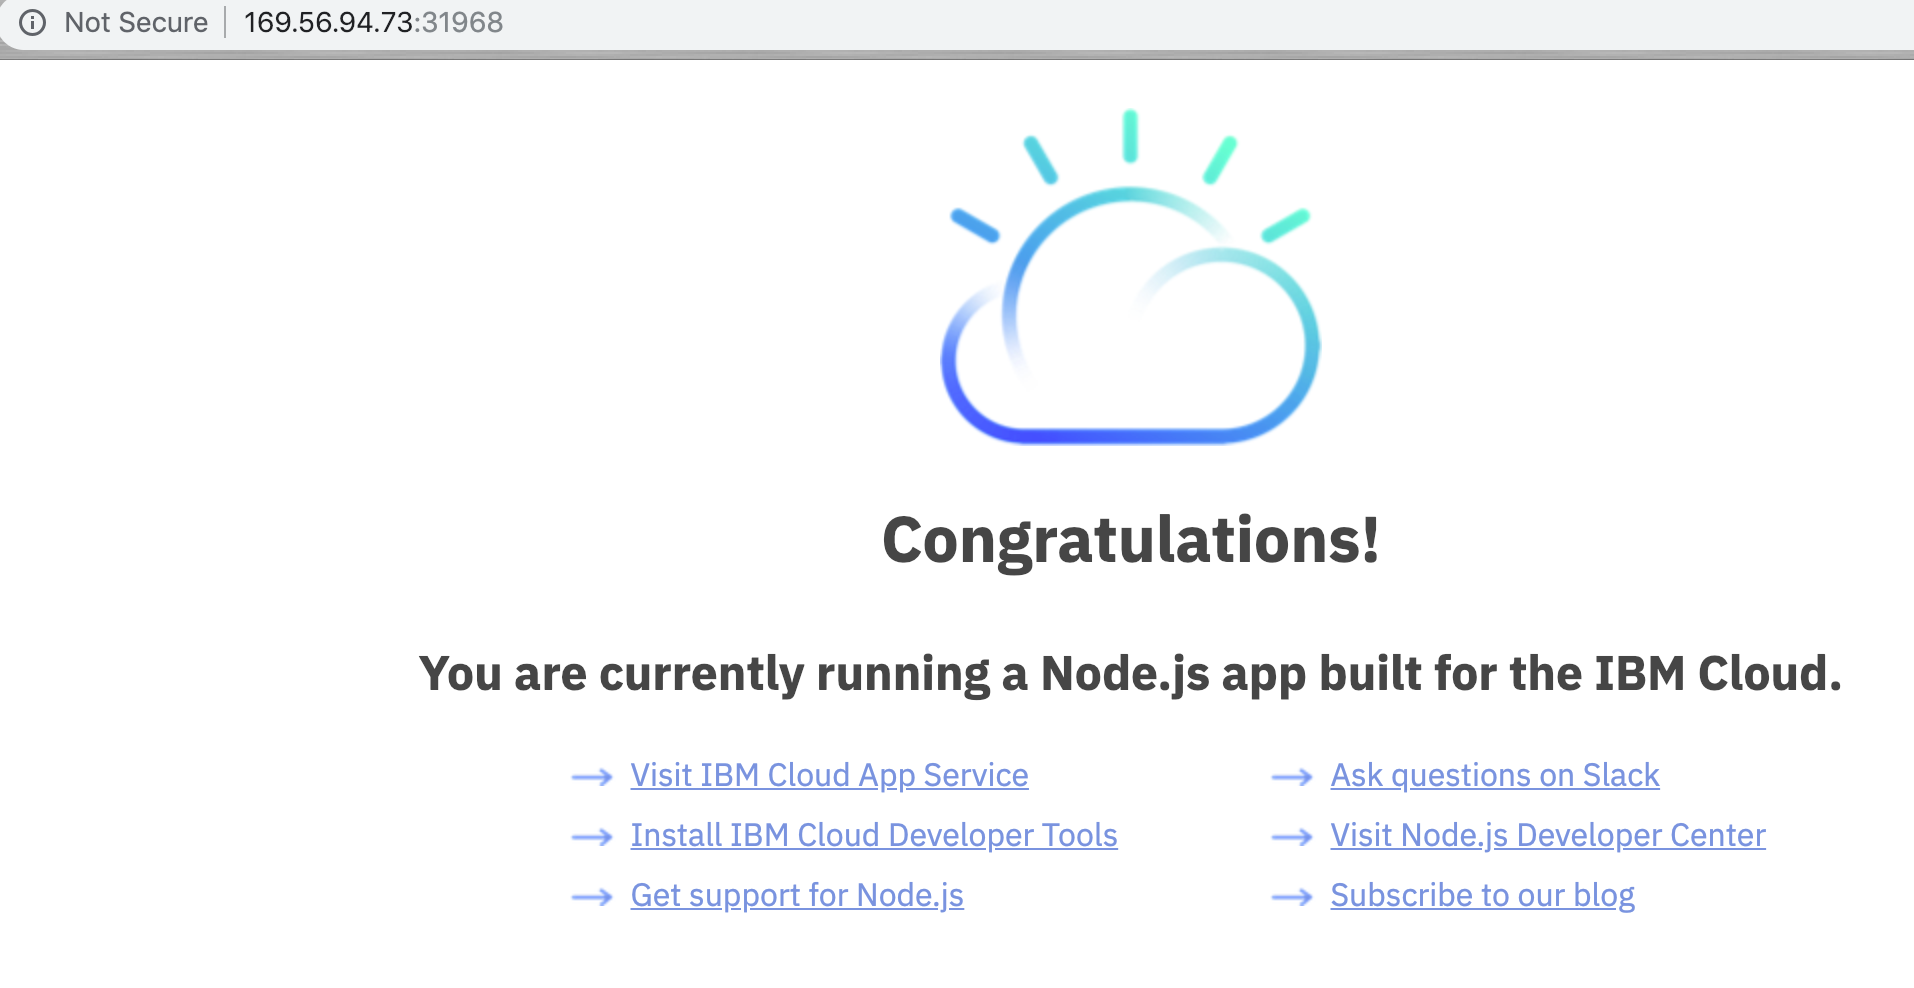 Not Secure 169.56.94.73:31968
Congratulations!
You are currently running a Node.js app built for the IBM Cloud.
Visit IBM Cloud App Service
Install IBM Cloud Developer Tools
Get support for Node.js
Ask questions on Slack
Visit Node.js Developer Center
Subscribe to our blog